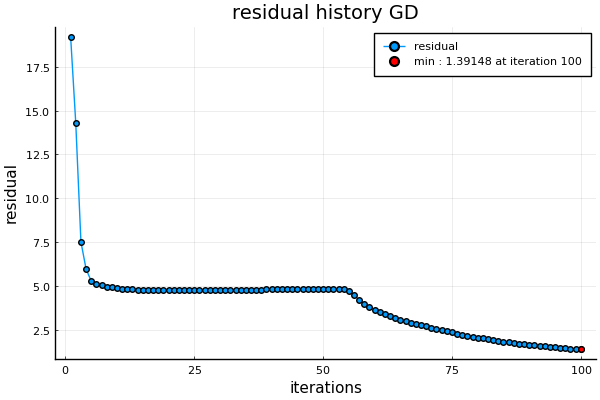 residual history GD
residual
min : 1.39148 at iteration 100
17.5
15.0
12.5
10.0
7.5
5.0
2.5
residual
0
25
50
75
100
iterations